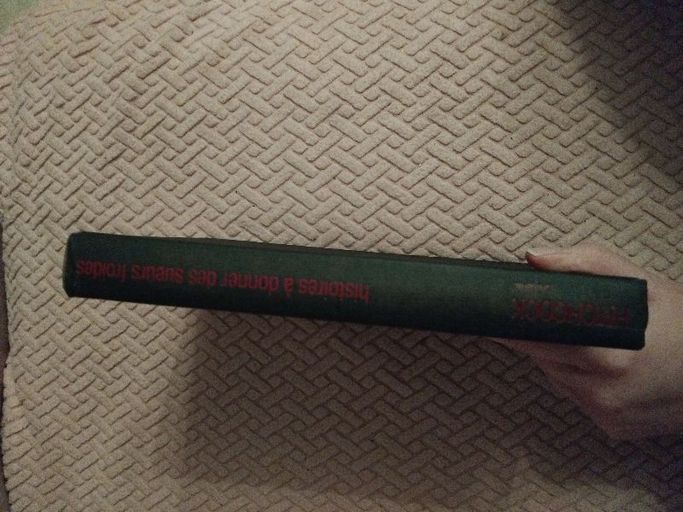 HITCHCOCK
histoires à donner des sueurs froides